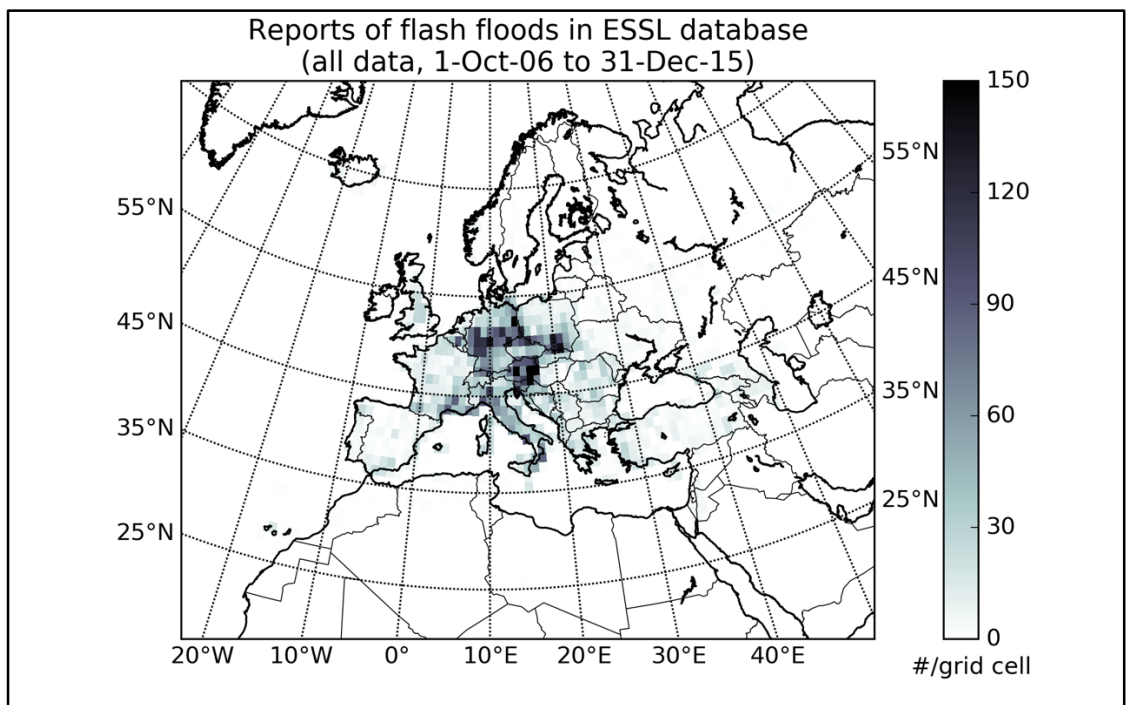 Reports of flash floods in ESSL database
(all data, 1-Oct-06 to 31-Dec-15)
150
120
90
60
30
0
#/grid cell
55°N
45°N
35°N
25°N
55°N
45°N
35°N
25°N
20°W
10°W
0°
10°E
20°E
30°E
40°E